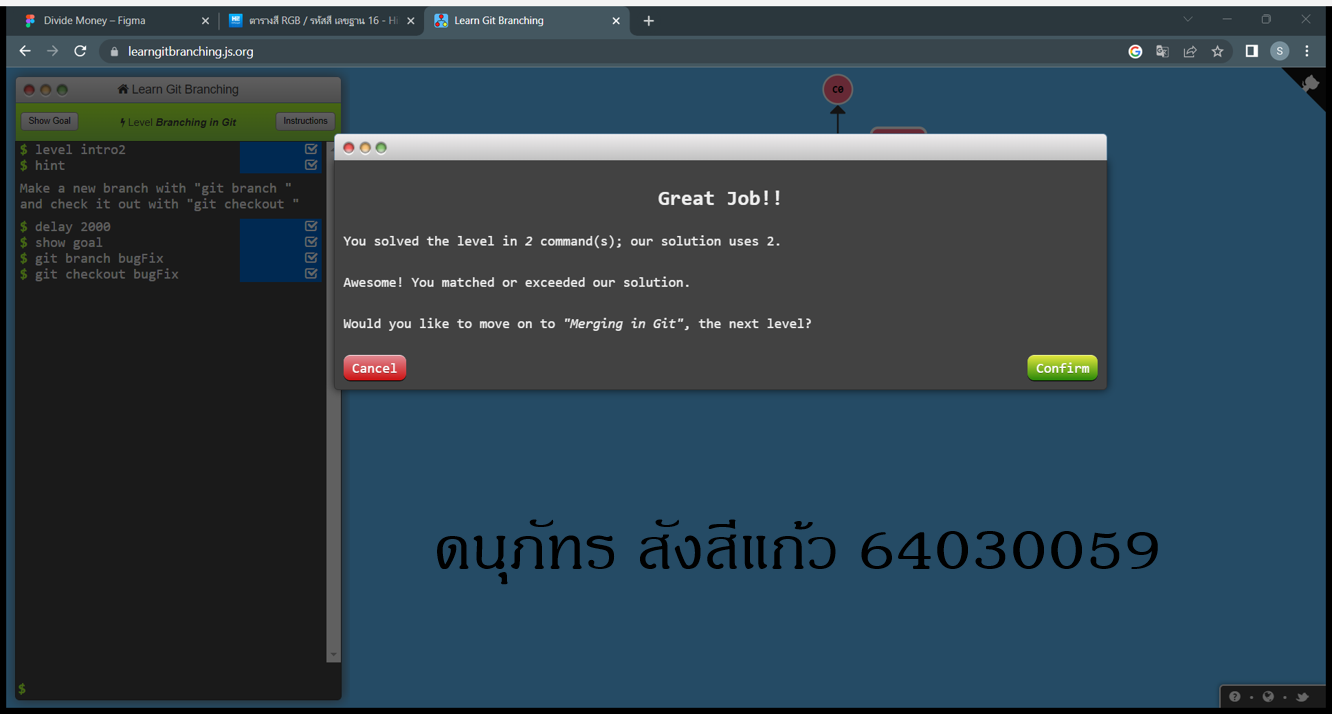 Divide Money – Figma
ตารางสี RGB / รหัสสี เลขฐาน 16 - Hi
Learn Git Branching
learngitbranching.js.org
S
Learn Git Branching
Show Goal
Level Branching in Git
Instructions
$ level intro2
$ hint
Make a new branch with "git branch "
and check it out with "git checkout "
$ delay 2000
$ show goal
$ git branch bugFix
$ git checkout bugFix
$
c0
Great Job!!
You solved the level in 2 command(s); our solution uses 2.
Awesome! You matched or exceeded our solution.
Would you like to move on to "Merging in Git", the next level?
Cancel
Confirm
ดนุภัทร สังสีแก้ว 64030059